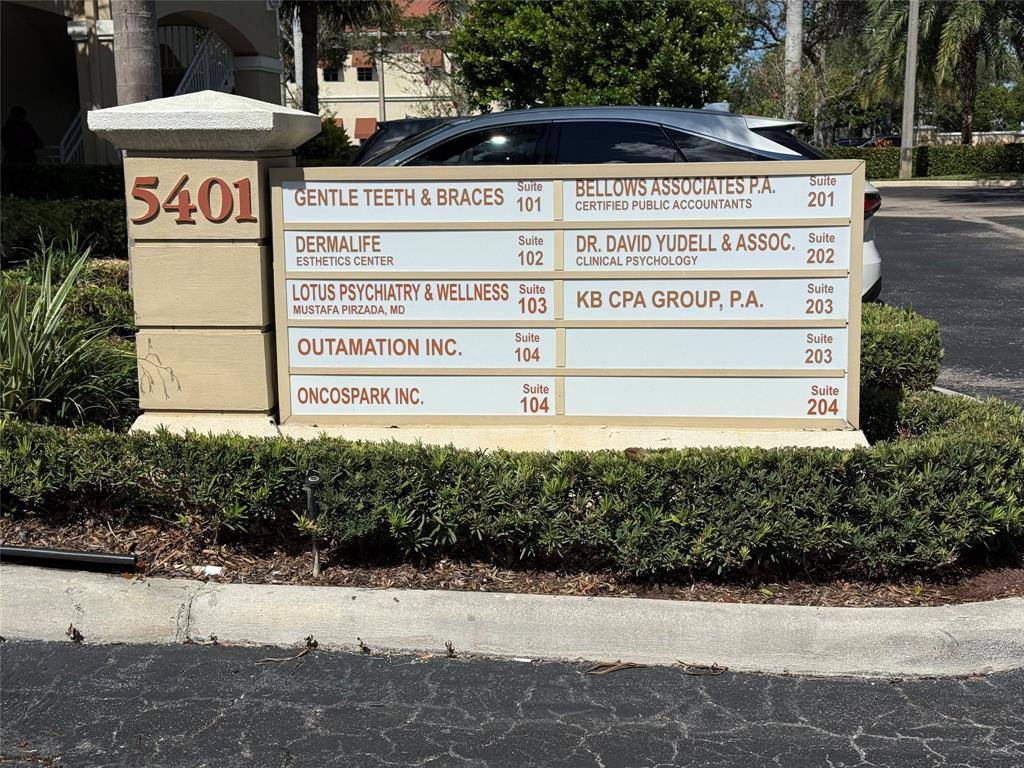 5401
GENTLE TEETH & BRACES Suite 101
DERMALIFE Suite 102
ESTHETICS CENTER
LOTUS PSYCHIATRY & WELLNESS Suite 103
MUSTAFA PIRZADA, MD
OUTAMATION INC. Suite 104
ONCOSPARK INC. Suite 104
BELLOWS ASSOCIATES P.A. Suite 201
CERTIFIED PUBLIC ACCOUNTANTS
DR. DAVID YUDELL & ASSOC. Suite 202
CLINICAL PSYCHOLOGY
KB CPA GROUP, P.A. Suite 203
Suite 203
Suite 204